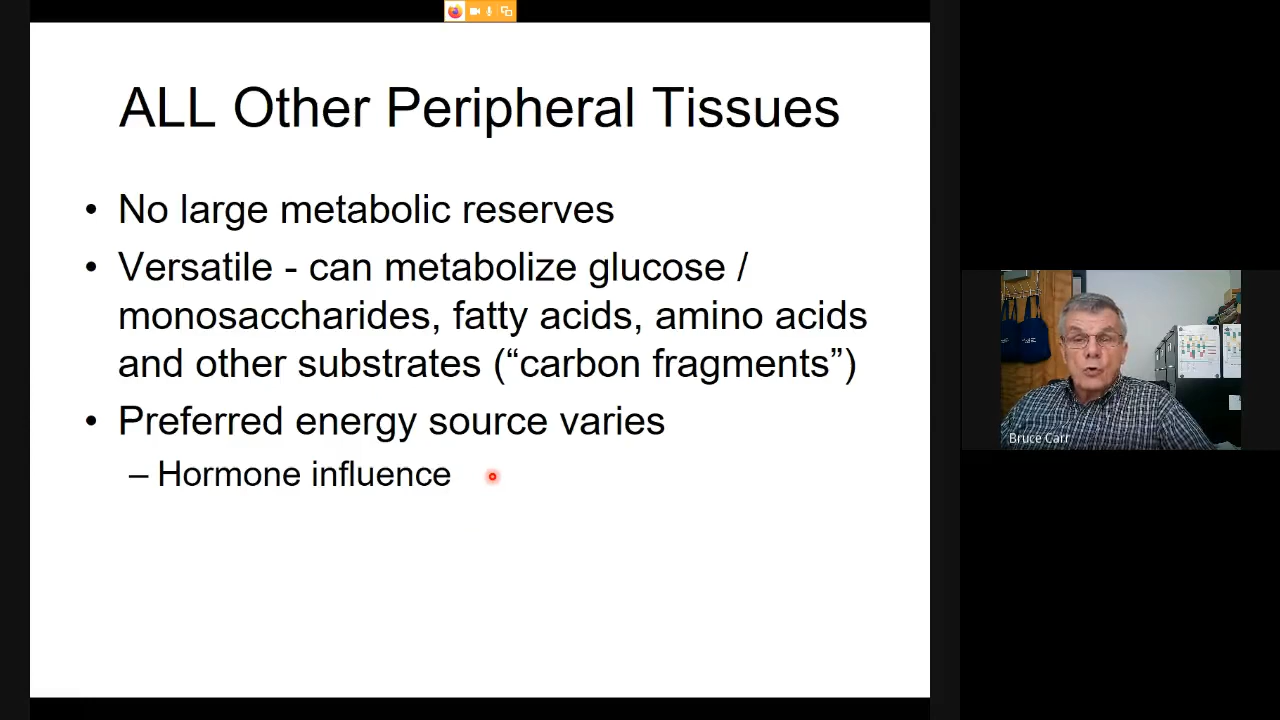 ALL Other Peripheral Tissues
• No large metabolic reserves
• Versatile - can metabolize glucose /
monosaccharides, fatty acids, amino acids
and other substrates (“carbon fragments”)
• Preferred energy source varies
– Hormone influence
Bruce Carr